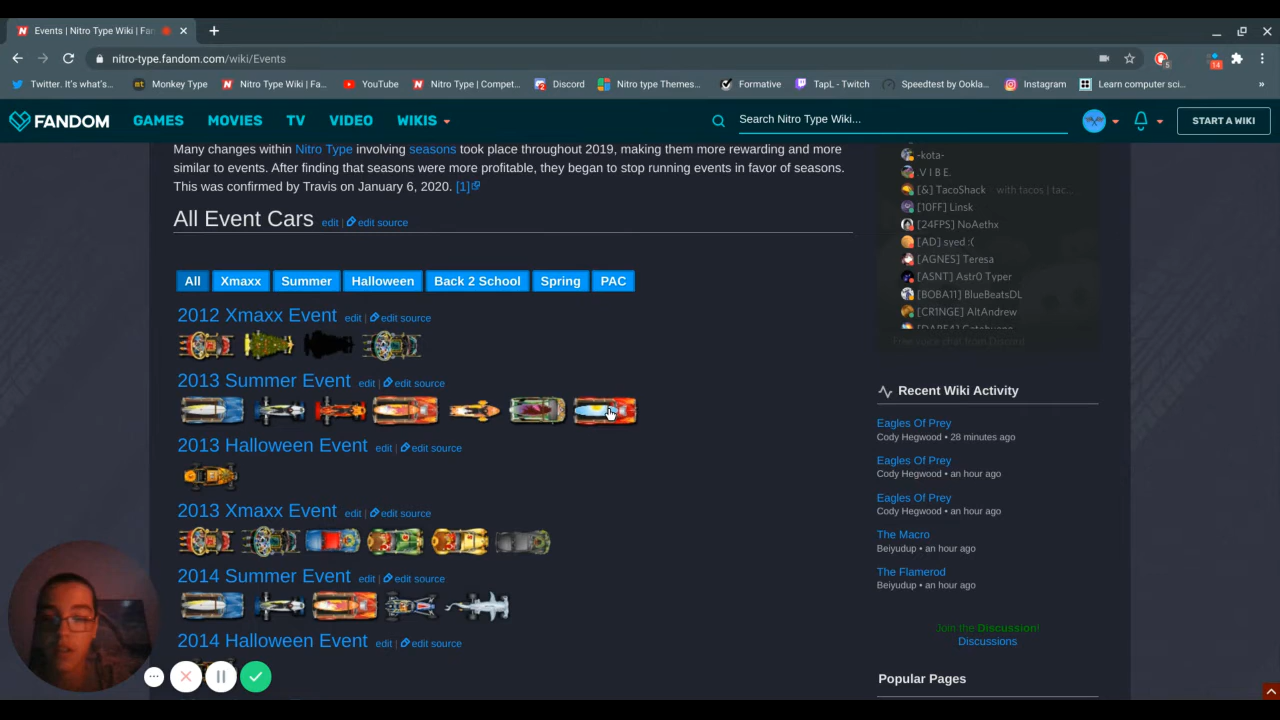 Events | Nitro Type Wiki | Fan
nitro-type.fandom.com/wiki/Events
5
14
Twitter. It's what's...
Monkey Type
Nitro Type Wiki | Fa...
YouTube
Nitro Type | Compet...
Discord
Nitro type Themes...
Formative
TapL - Twitch
Speedtest by Ookla...
Instagram
Learn computer sci...
»
FANDOM
GAMES
MOVIES
TV
VIDEO
WIKIS
Search Nitro Type Wiki...
START A WIKI
Many changes within Nitro Type involving seasons took place throughout 2019, making them more rewarding and more
similar to events. After finding that seasons were more profitable, they began to stop running events in favor of seasons.
This was confirmed by Travis on January 6, 2020. [1]
All Event Cars edit | edit source
All
Xmaxx
Summer
Halloween
Back 2 School
Spring
PAC
2012 Xmaxx Event edit | edit source
2013 Summer Event edit | edit source
2013 Halloween Event edit | edit source
2013 Xmaxx Event edit | edit source
2014 Summer Event edit | edit source
2014 Halloween Event edit | edit source
-kota-
.V I B E.
[&] TacoShack with tacos | tac...
[10FF] Linsk
[24FPS] NoAethx
[AD] syed :(
[AGNES] Teresa
[ASNT] Astr0 Typer
[BOBA11] BlueBeatsDL
[CR1NGE] AltAndrew
Free voice chat from Discord
Recent Wiki Activity
Eagles Of Prey
Cody Hegwood • 28 minutes ago
Eagles Of Prey
Cody Hegwood • an hour ago
Eagles Of Prey
Cody Hegwood • an hour ago
The Macro
Beiyudup • an hour ago
The Flamerod
Beiyudup • an hour ago
Join the Discussion!
Discussions
Popular Pages